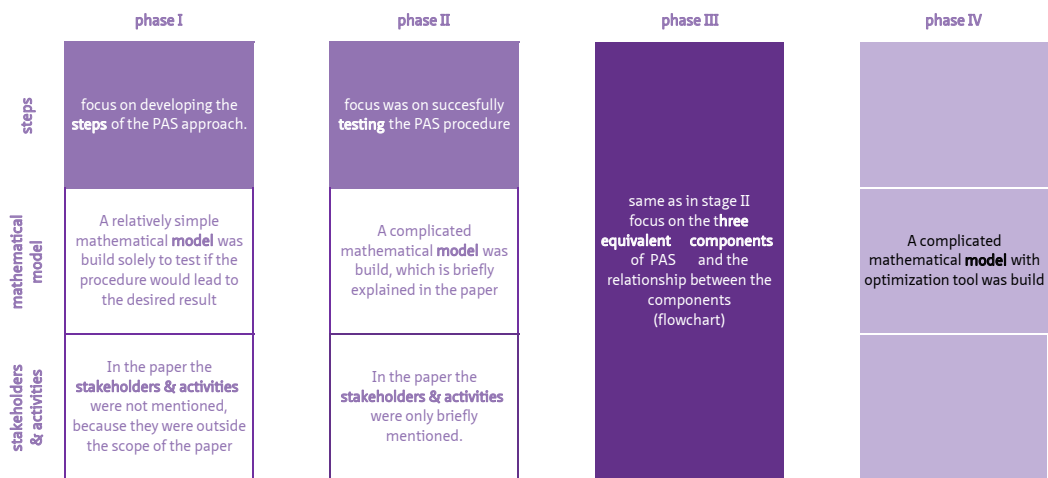 phase I
phase II
phase III
phase IV
steps
focus on developing the
steps of the PAS approach.
focus was on succesfully
testing the PAS procedure
mathematical
model
A relatively simple
mathematical model was
build solely to test if the
procedure would lead to
the desired result
A complicated
mathematical model was
build, which is briefly
explained in the paper
same as in stage II
focus on the three
equivalent components
of PAS and the
relationship between the
components
(flowchart)
A complicated
mathematical model with
optimization tool was build
stakeholders
& activities
In the paper the
stakeholders & activities
were not mentioned,
because they were outside
the scope of the paper
In the paper the
stakeholders & activities
were only briefly
mentioned.